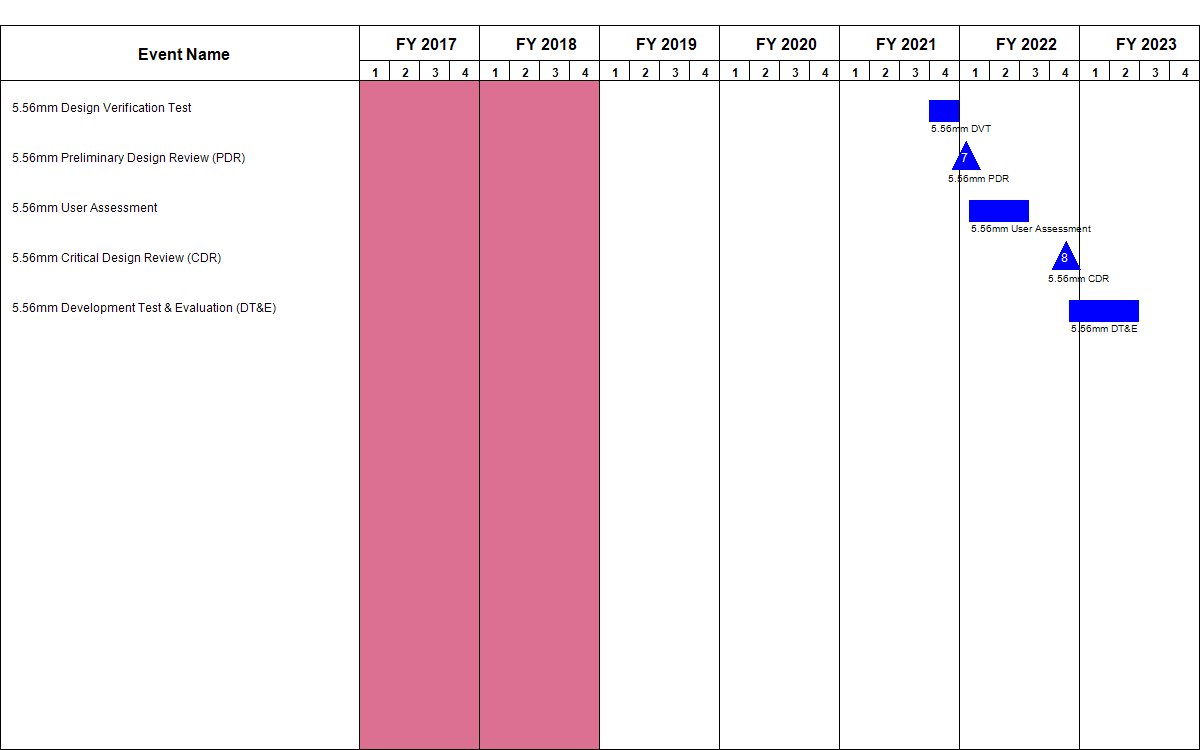 Event Name
FY 2017 FY 2018 FY 2019 FY 2020 FY 2021 FY 2022 FY 2023
1 2 3 4 1 2 3 4 1 2 3 4 1 2 3 4 1 2 3 4 1 2 3 4 1 2 3 4
5.56mm Design Verification Test
5.56mm DVT
5.56mm Preliminary Design Review (PDR)
7
5.56mm PDR
5.56mm User Assessment
5.56mm User Assessment
5.56mm Critical Design Review (CDR)
8
5.56mm CDR
5.56mm Development Test & Evaluation (DT&E)
5.56mm DT&E